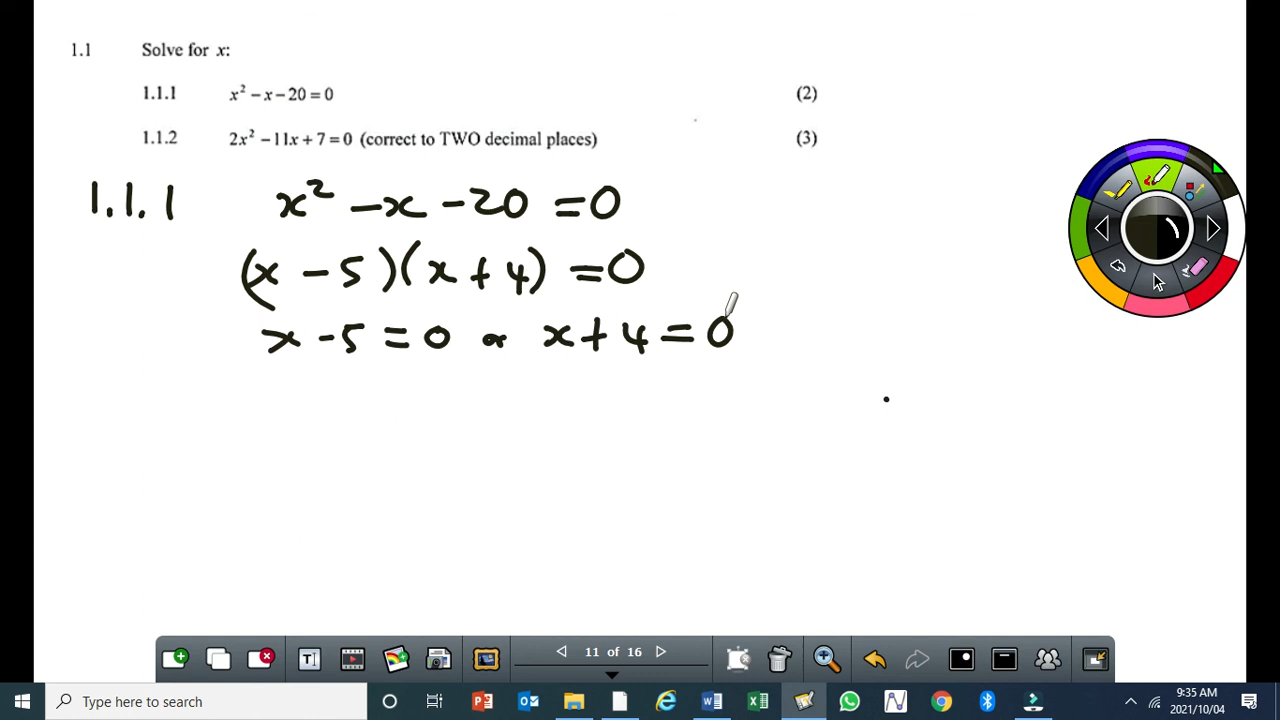 1.1 Solve for x:
1.1.1 x² − x − 20 = 0 (2)
1.1.2 2x² − 11x + 7 = 0 (correct to TWO decimal places) (3)
1.1.1 x² − x − 20 = 0
(x − 5)(x + 4) = 0
x − 5 = 0 or x + 4 = 0
11 of 16
Type here to search
9:35 AM
2021/10/04